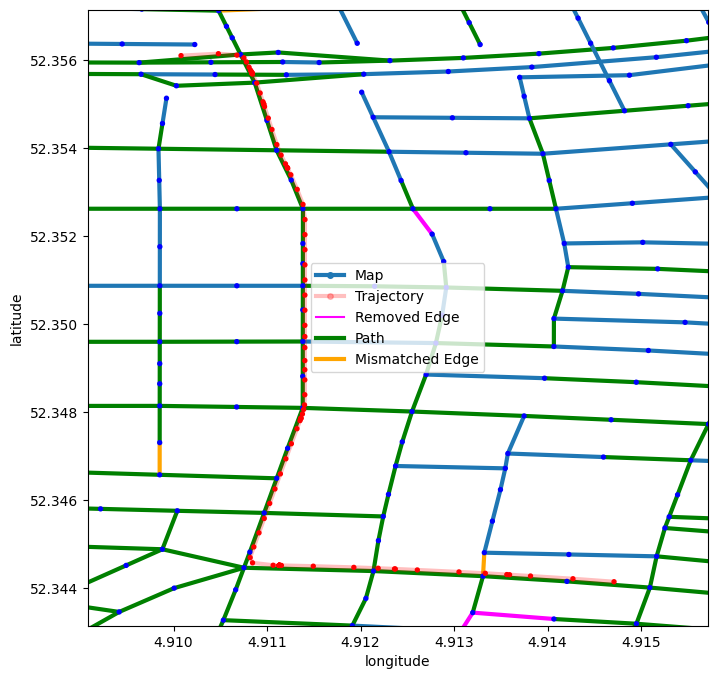 52.356
52.354
52.352
52.350
52.348
52.346
52.344
latitude
Map
Trajectory
Removed Edge
Path
Mismatched Edge
4.910 4.911 4.912 4.913 4.914 4.915
longitude